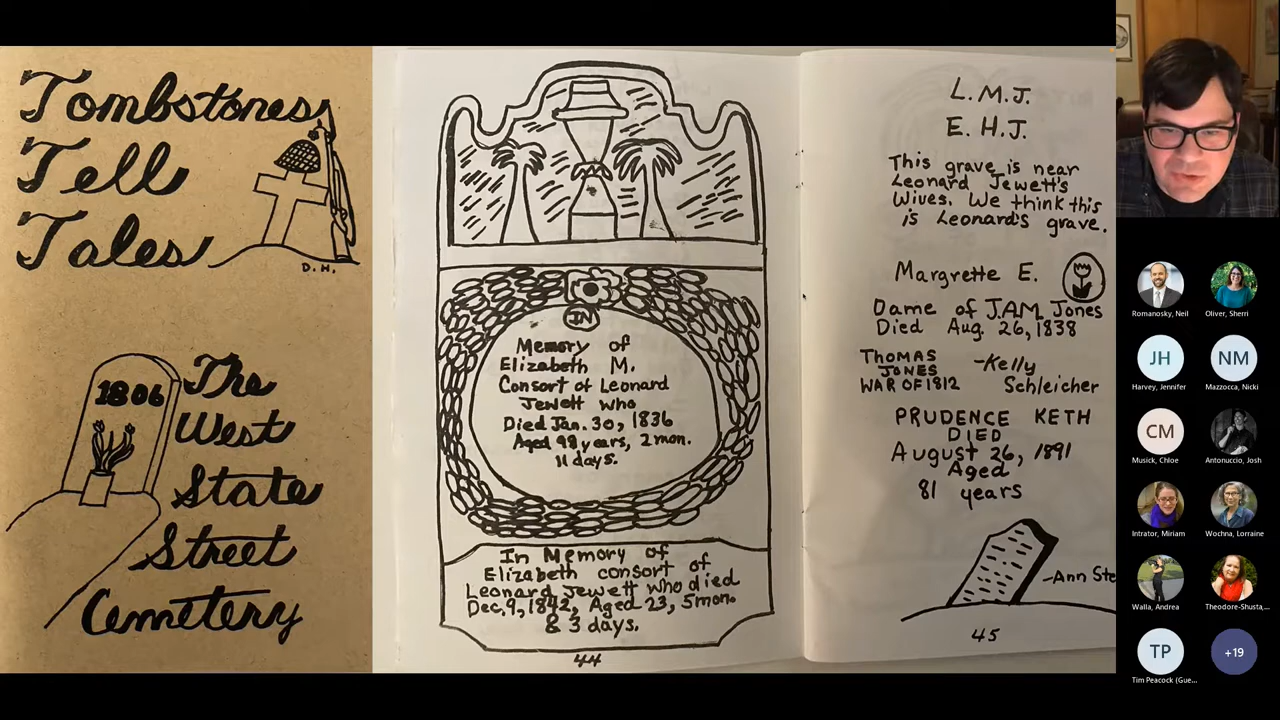 Tombstones
Tell
Tales
D.H.
1806
The
West
State
Street
Cemetery
IN
Memory of
Elizabeth M.
Consort of Leonard
Jewett who
Died Jan. 30, 1836
Aged 98 years, 2 mon.
11 days.
In Memory of
Elizabeth consort of
Leonard Jewett who died
Dec, 9, 1842, Aged 23, 5 mon.
& 3 days.
44
L. M. J.
E. H. J.
This grave is near
Leonard Jewett's
Wives. We think this
is Leonard's grave.
Margrette E.
Dame of J.A.M. Jones
Died Aug. 26, 1838
THOMAS
JONES
WAR OF 1812
-Kelly
Schleicher
PRUDENCE KETH
DIED
August 26, 1891
Aged
81 years
-Ann Ste
45
Romanosky, Neil
Oliver, Sherri
JH
Harvey, Jennifer
NM
Mazzocca, Nicki
CM
Musick, Chloe
Antonuccio, Josh
Intrator, Miriam
Wochna, Lorraine
Walla, Andrea
Theodore-Shusta,...
TP
Tim Peacock (Gue...
+19